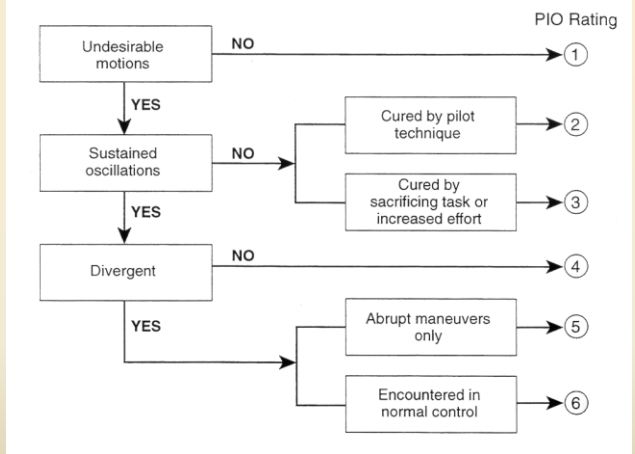 PIO Rating
Undesirable
motions
NO
1
YES
Sustained
oscillations
NO
Cured by pilot
technique
2
Cured by
sacrificing task or
increased effort
3
YES
Divergent
NO
4
YES
Abrupt maneuvers
only
5
Encountered in
normal control
6